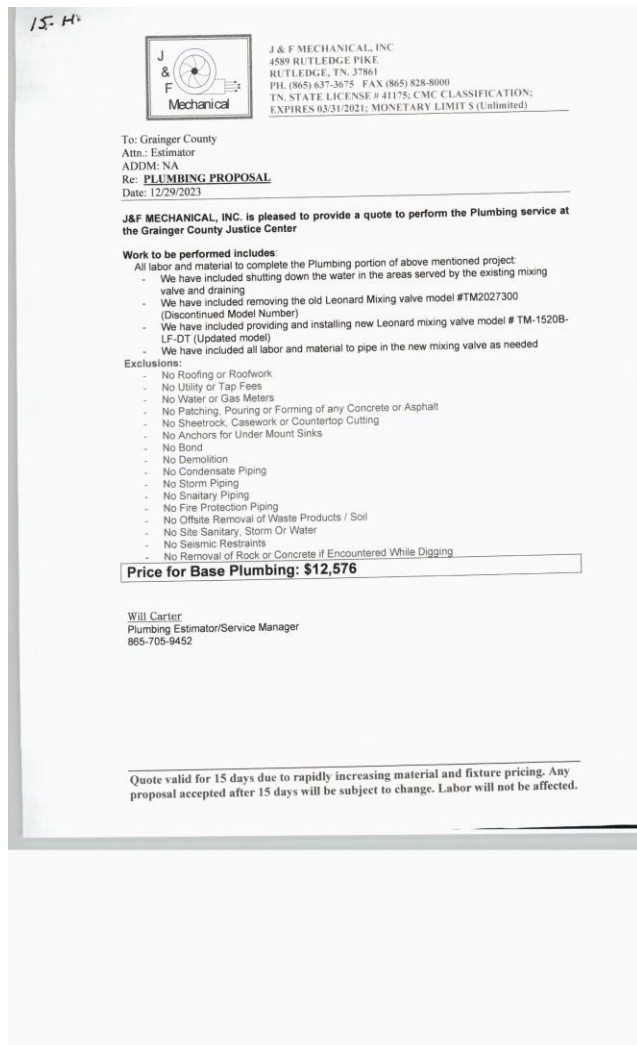 15. H.
J
&
F
Mechanical
J & F MECHANICAL, INC
4589 RUTLEDGE PIKE
RUTLEDGE, TN. 37861
PH. (865) 637-3675 FAX (865) 828-8000
TN. STATE LICENSE # 41175; CMC CLASSIFICATION;
EXPIRES 03/31/2021; MONETARY LIMIT $ (Unlimited)
To: Grainger County
Attn.: Estimator
ADDM: NA
Re: PLUMBING PROPOSAL
Date: 12/29/2023
J&F MECHANICAL, INC. is pleased to provide a quote to perform the Plumbing service at
the Grainger County Justice Center
Work to be performed includes:
All labor and material to complete the Plumbing portion of above mentioned project:
- We have included shutting down the water in the areas served by the existing mixing
valve and draining
- We have included removing the old Leonard Mixing valve model #TM2027300
(Discontinued Model Number)
- We have included providing and installing new Leonard mixing valve model # TM-1520B-
LF-DT (Updated model)
- We have included all labor and material to pipe in the new mixing valve as needed
Exclusions:
- No Roofing or Roofwork
- No Utility or Tap Fees
- No Water or Gas Meters
- No Patching, Pouring or Forming of any Concrete or Asphalt
- No Sheetrock, Casework or Countertop Cutting
- No Anchors for Under Mount Sinks
- No Bond
- No Demolition
- No Condensate Piping
- No Storm Piping
- No Snaitary Piping
- No Fire Protection Piping
- No Offsite Removal of Waste Products / Soil
- No Site Sanitary, Storm Or Water
- No Seismic Restraints
- No Removal of Rock or Concrete if Encountered While Digging
Price for Base Plumbing: $12,576
Will Carter
Plumbing Estimator/Service Manager
865-705-9452
Quote valid for 15 days due to rapidly increasing material and fixture pricing. Any
proposal accepted after 15 days will be subject to change. Labor will not be affected.